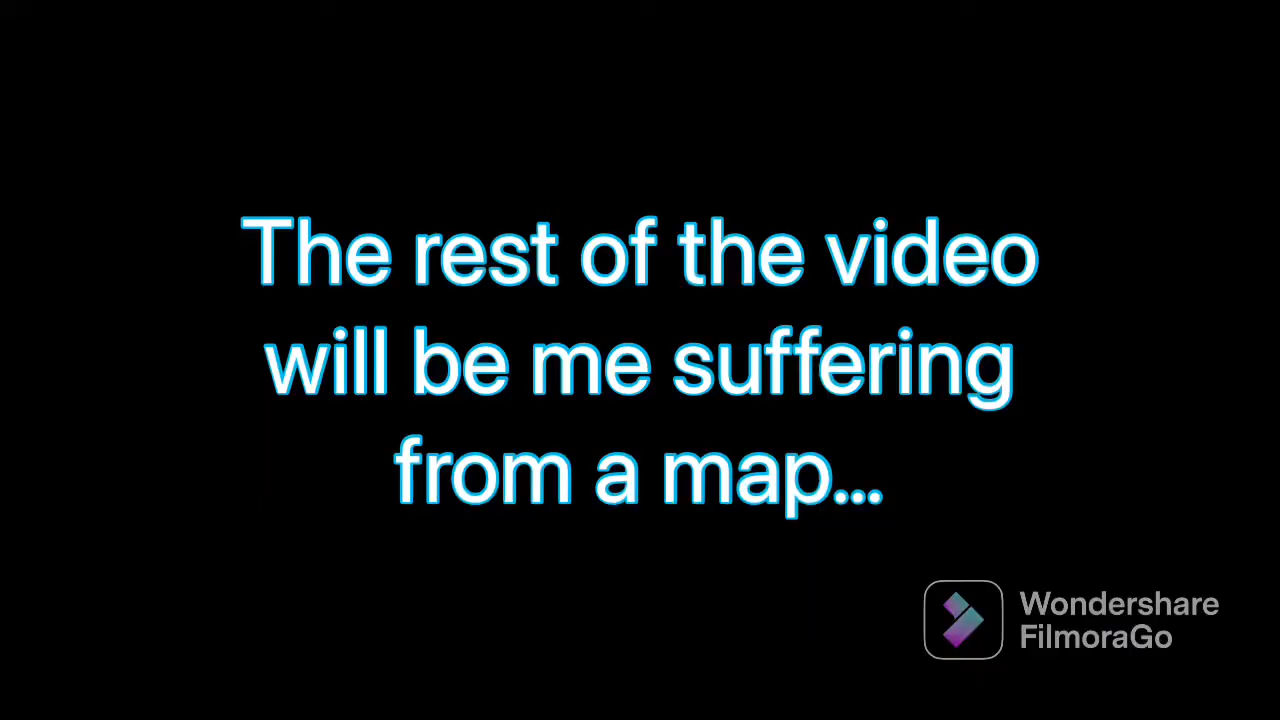 The rest of the video
will be me suffering
from a map...
Wondershare
FilmoraGo